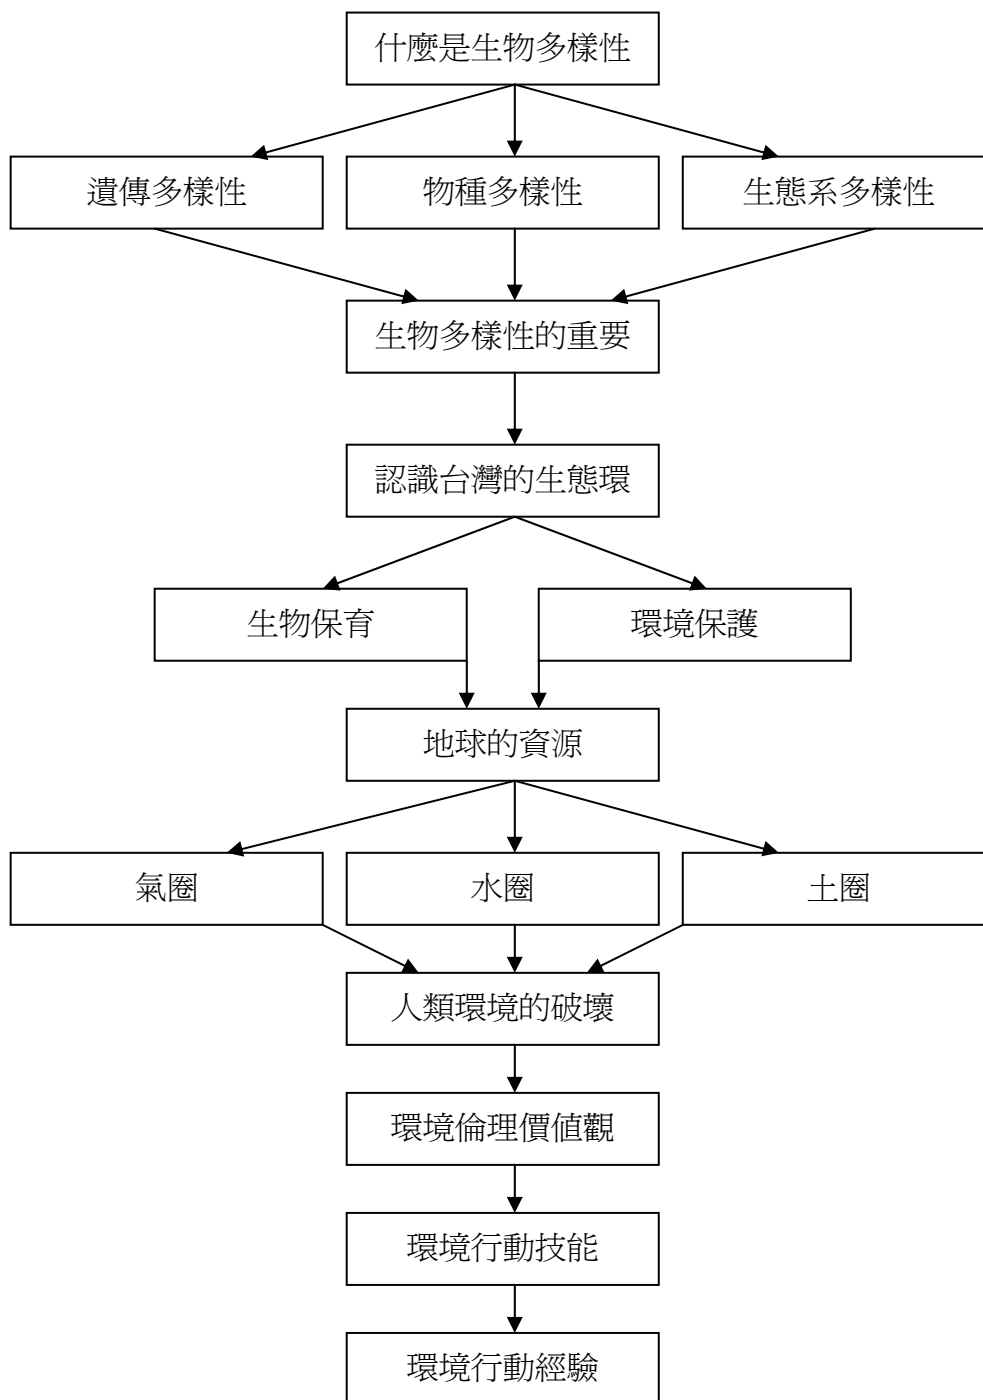 什麼是生物多樣性
遺傳多樣性
物種多樣性
生態系多樣性
生物多樣性的重要
認識台灣的生態環
生物保育
環境保護
地球的資源
氣圈
水圈
土圈
人類環境的破壞
環境倫理價值觀
環境行動技能
環境行動經驗